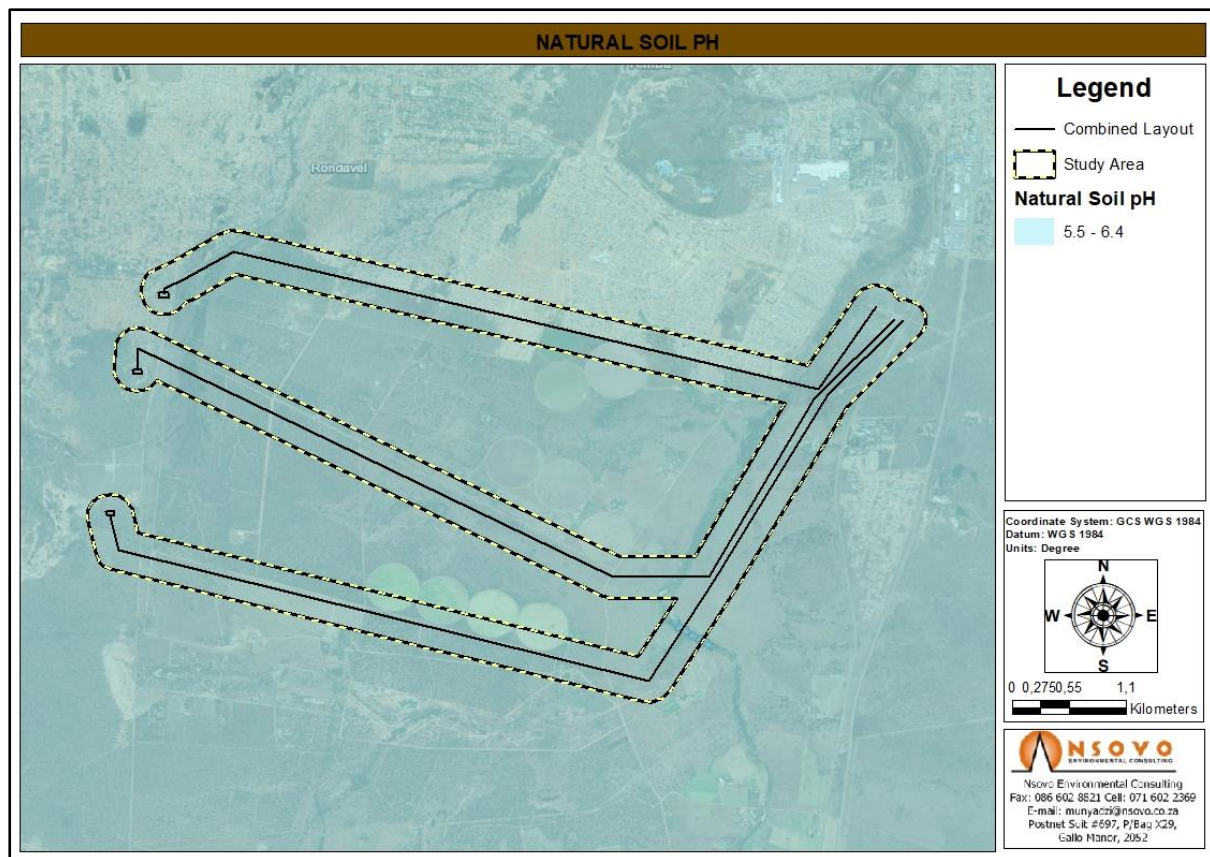 NATURAL SOIL PH
Rondavel
Legend
Combined Layout
Study Area
Natural Soil pH
5.5 - 6.4
Coordinate System: GCS WGS 1984
Datum: WGS 1984
Units: Degree
N
W E
S
0 0,2750,55 1,1
Kilometers
NSOVO
ENVIRONMENTAL CONSULTING
Nsovo Environmental Consulting
Fax: 086 602 8821 Cell: 071 602 2369
E-mail: munyadzi@nsovo.co.za
Postnet Suit #697, P/Bag X29,
Gallo Manor, 2052